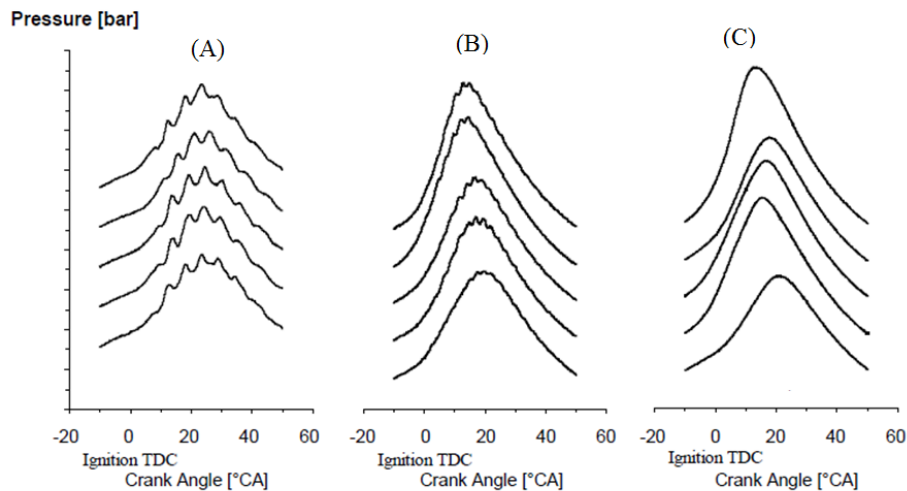 Pressure [bar]
(A)
(B)
(C)
-20 0 20 40 60
Ignition TDC
Crank Angle [°CA]
-20 0 20 40 60
Ignition TDC
Crank Angle [°CA]
-20 0 20 40 60
Ignition TDC
Crank Angle [°CA]